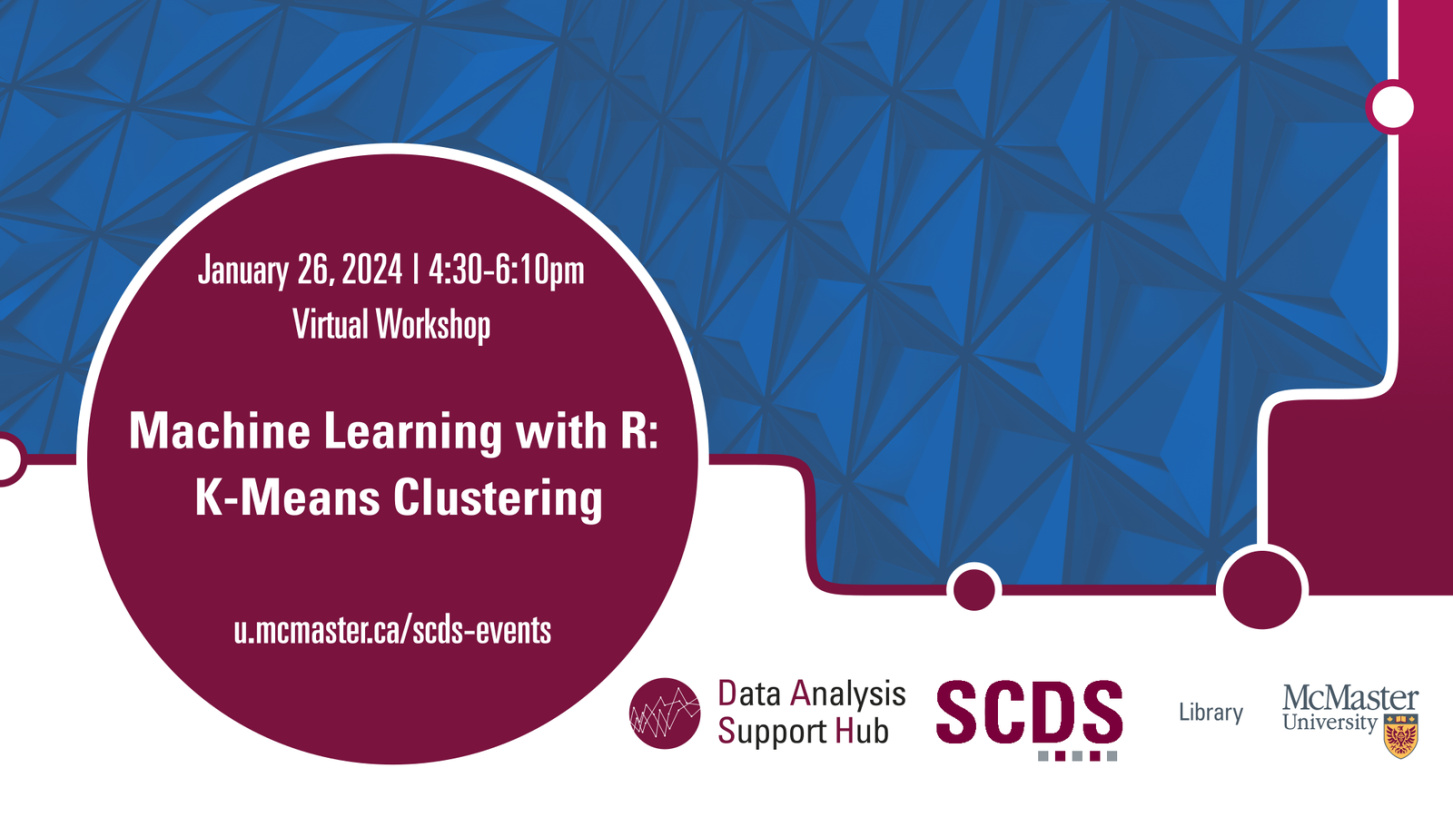 January 26, 2024 | 4:30-6:10pm
Virtual Workshop
Machine Learning with R:
K-Means Clustering
u.mcmaster.ca/scds-events
Data Analysis
Support Hub
SCDS
Library
McMaster
University